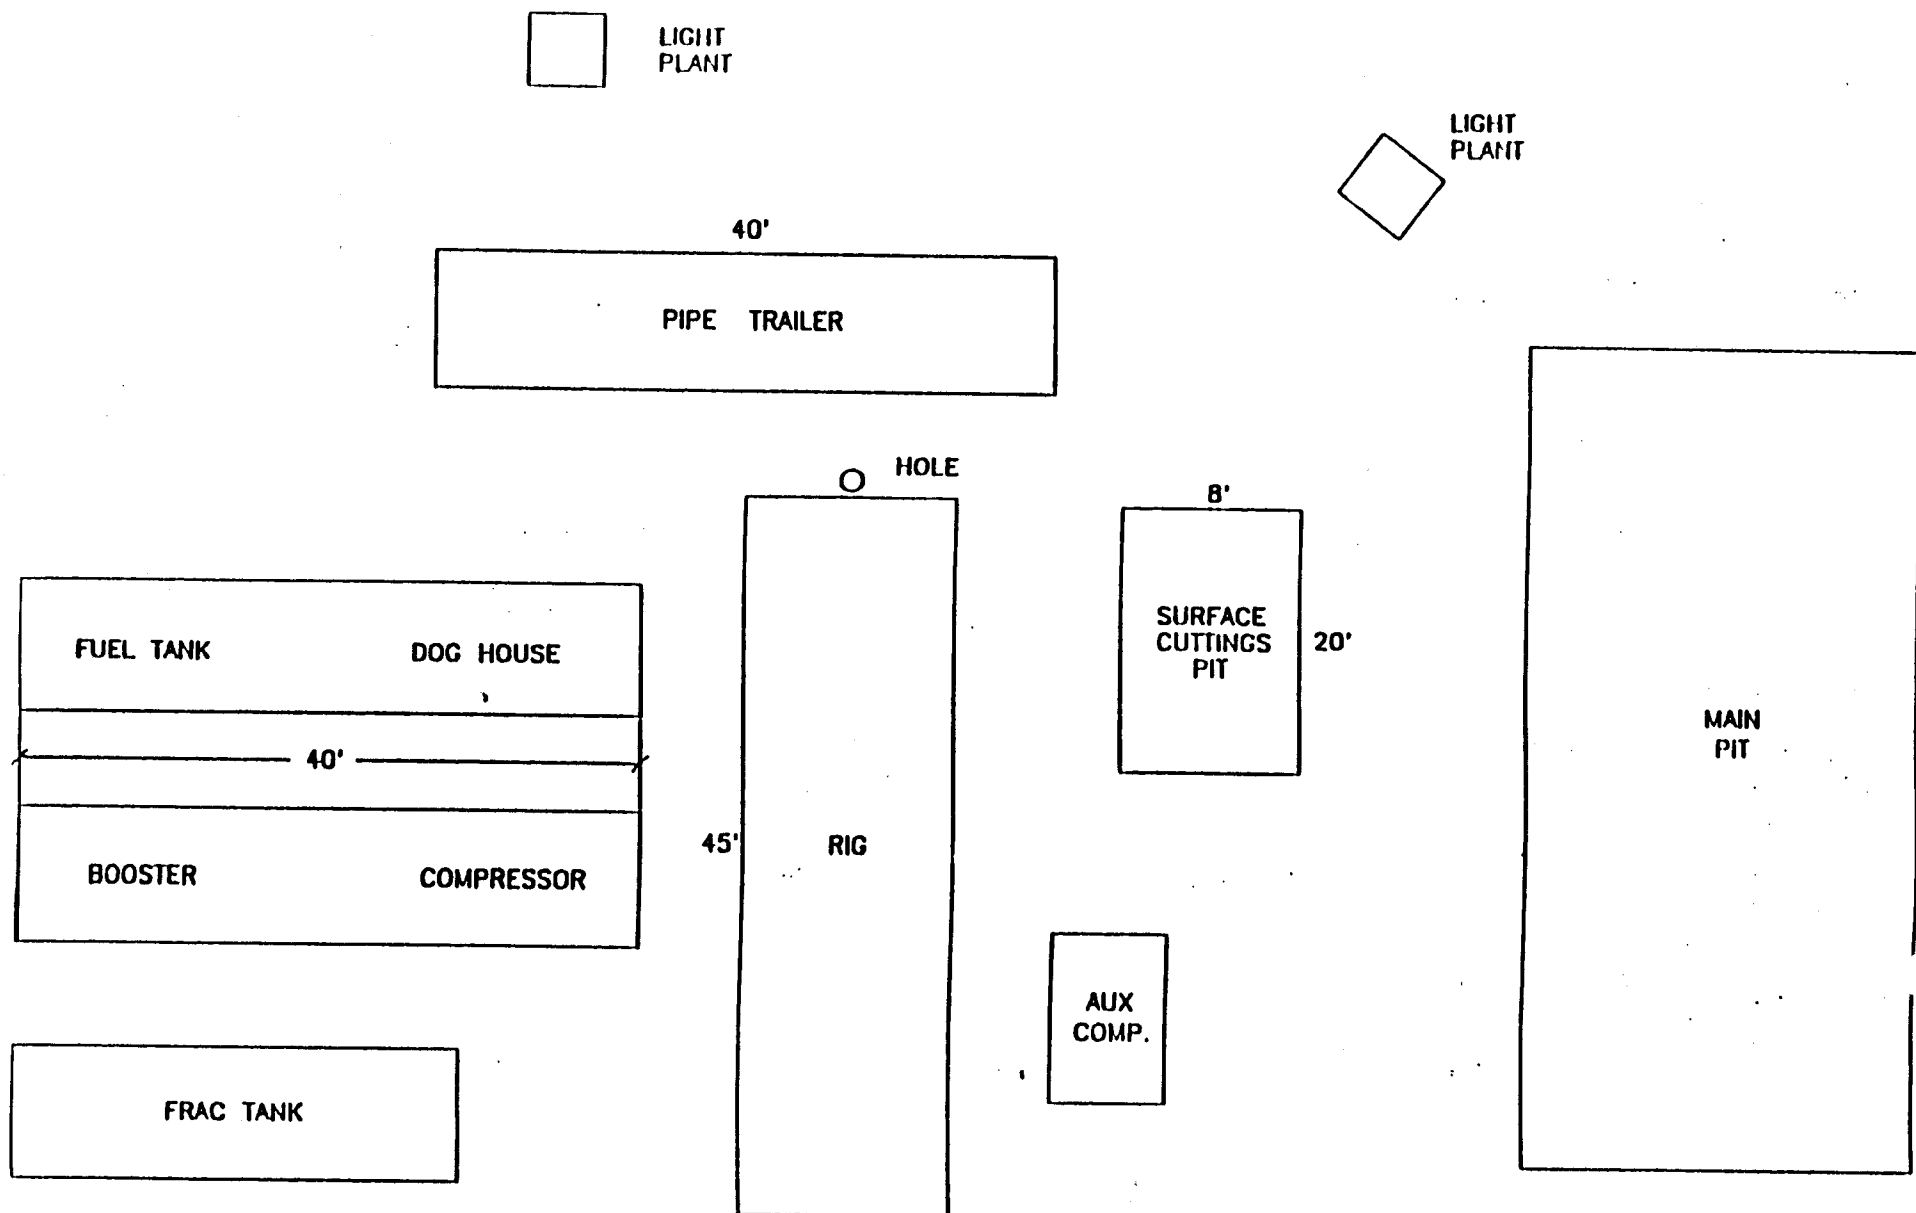 LIGHT
PLANT
LIGHT
PLANT
40'
PIPE TRAILER
HOLE
8'
SURFACE
CUTTINGS
PIT
20'
FUEL TANK
DOG HOUSE
40'
MAIN
PIT
45'
RIG
BOOSTER
COMPRESSOR
AUX
COMP.
FRAC TANK